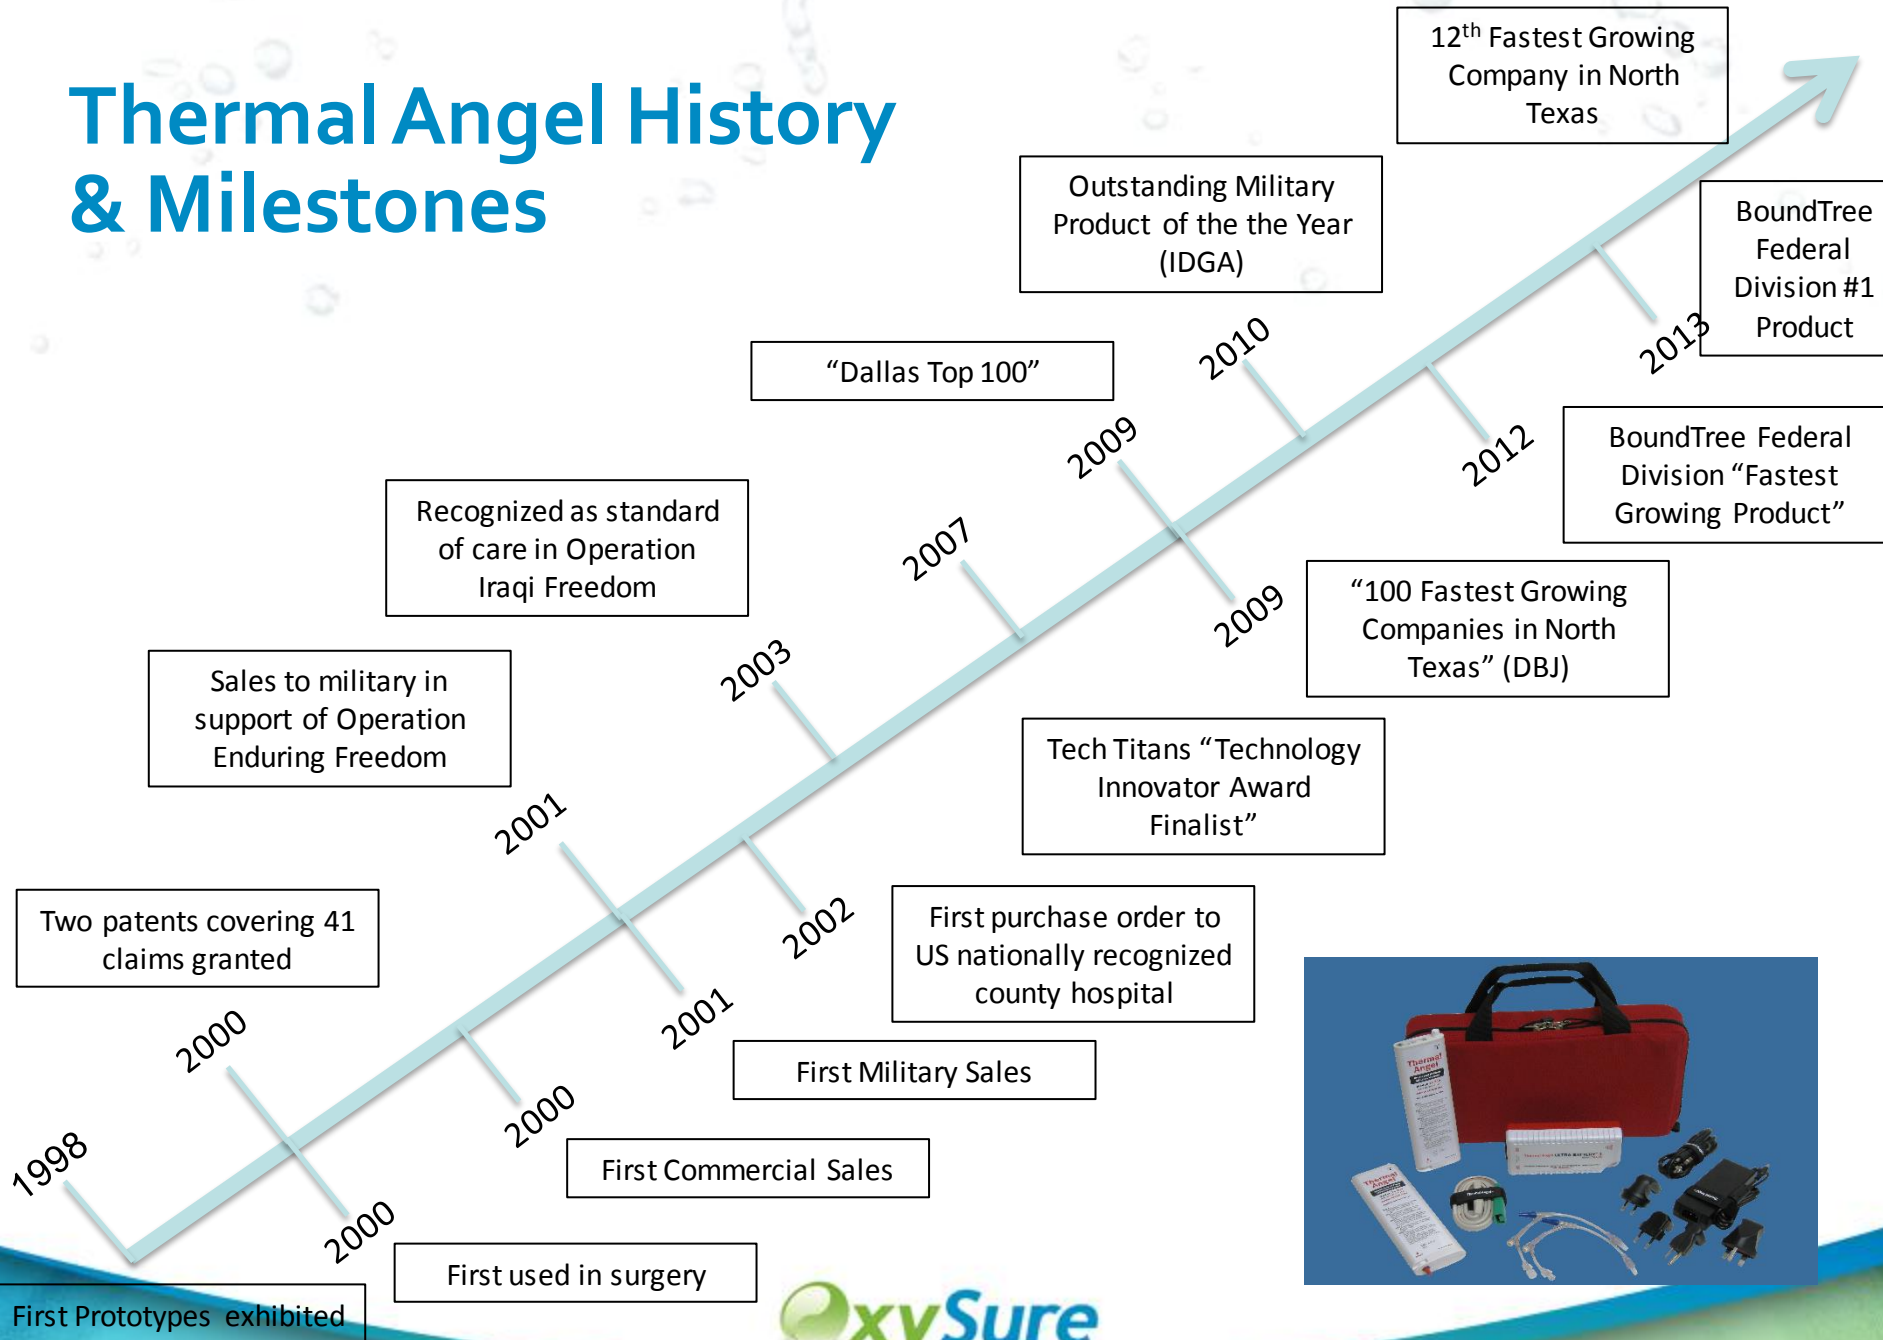 Thermal Angel History
& Milestones
12th Fastest Growing
Company in North
Texas
Outstanding Military
Product of the the Year
(IDGA)
BoundTree
Federal
Division #1
Product
2013
2010
"Dallas Top 100"
2009
2012
BoundTree Federal
Division "Fastest
Growing Product"
Recognized as standard
of care in Operation
Iraqi Freedom
2007
2009
"100 Fastest Growing
Companies in North
Texas" (DBJ)
Sales to military in
support of Operation
Enduring Freedom
2003
Tech Titans "Technology
Innovator Award
Finalist"
2001
2002
First purchase order to
US nationally recognized
county hospital
Two patents covering 41
claims granted
2000
2001
First Military Sales
2000
First Commercial Sales
1998
2000
First used in surgery
First Prototypes exhibited
OxySure
Thermal
Angel
Thermal
Angel